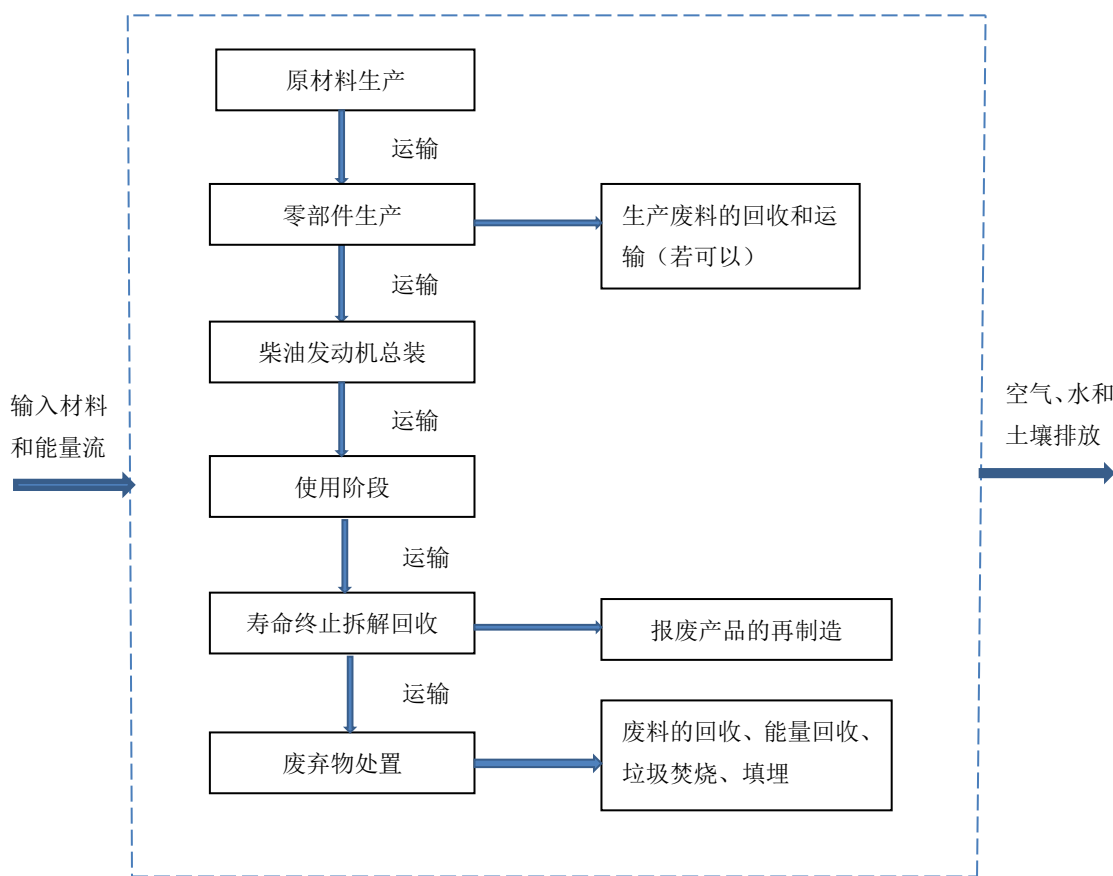 原材料生产
运输
零部件生产
生产废料的回收和运
输（若可以）
运输
柴油发动机总装
运输
输入材料
和能量流
空气、水和
土壤排放
使用阶段
运输
寿命终止拆解回收
报废产品的再制造
运输
废弃物处置
废料的回收、能量回收、
垃圾焚烧、填埋